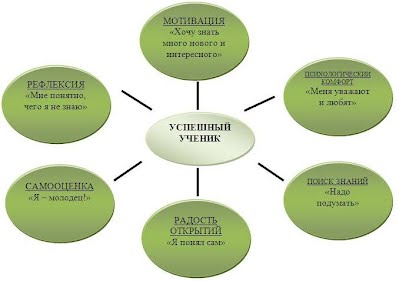 МОТИВАЦИЯ
«Хочу знать
много нового и
интересного»
РЕФЛЕКСИЯ
«Мне понятно,
чего я не знаю»
ПСИХОЛОГИЧЕСКИЙ
КОМФОРТ
«Меня уважают
и любят»
УСПЕШНЫЙ
УЧЕНИК
САМООЦЕНКА
«Я – молодец!»
ПОИСК ЗНАНИЙ
«Надо
подумать»
РАДОСТЬ
ОТКРЫТИЙ
«Я понял сам»